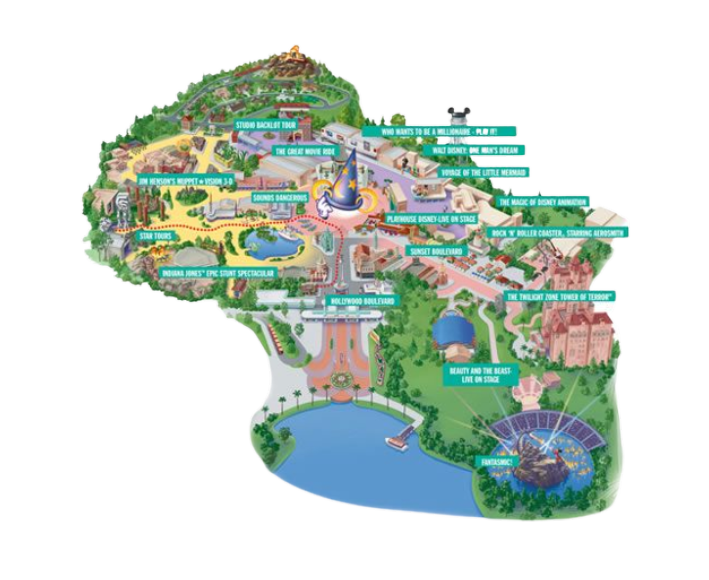 STUDIO BACKLOT TOUR
WHO WANTS TO BE A MILLIONAIRE - PLAY IT!
THE GREAT MOVIE RIDE
WALT DISNEY: ONE MAN'S DREAM
VOYAGE OF THE LITTLE MERMAID
JIM HENSON'S MUPPET★VISION 3-D
SOUNDS DANGEROUS
THE MAGIC OF DISNEY ANIMATION
PLAYHOUSE DISNEY-LIVE ON STAGE
ROCK 'N' ROLLER COASTER, STARRING AEROSMITH
STAR TOURS
SUNSET BOULEVARD
INDIANA JONES™ EPIC STUNT SPECTACULAR
HOLLYWOOD BOULEVARD
THE TWILIGHT ZONE TOWER OF TERROR™
BEAUTY AND THE BEAST-
LIVE ON STAGE
FANTASMIC!